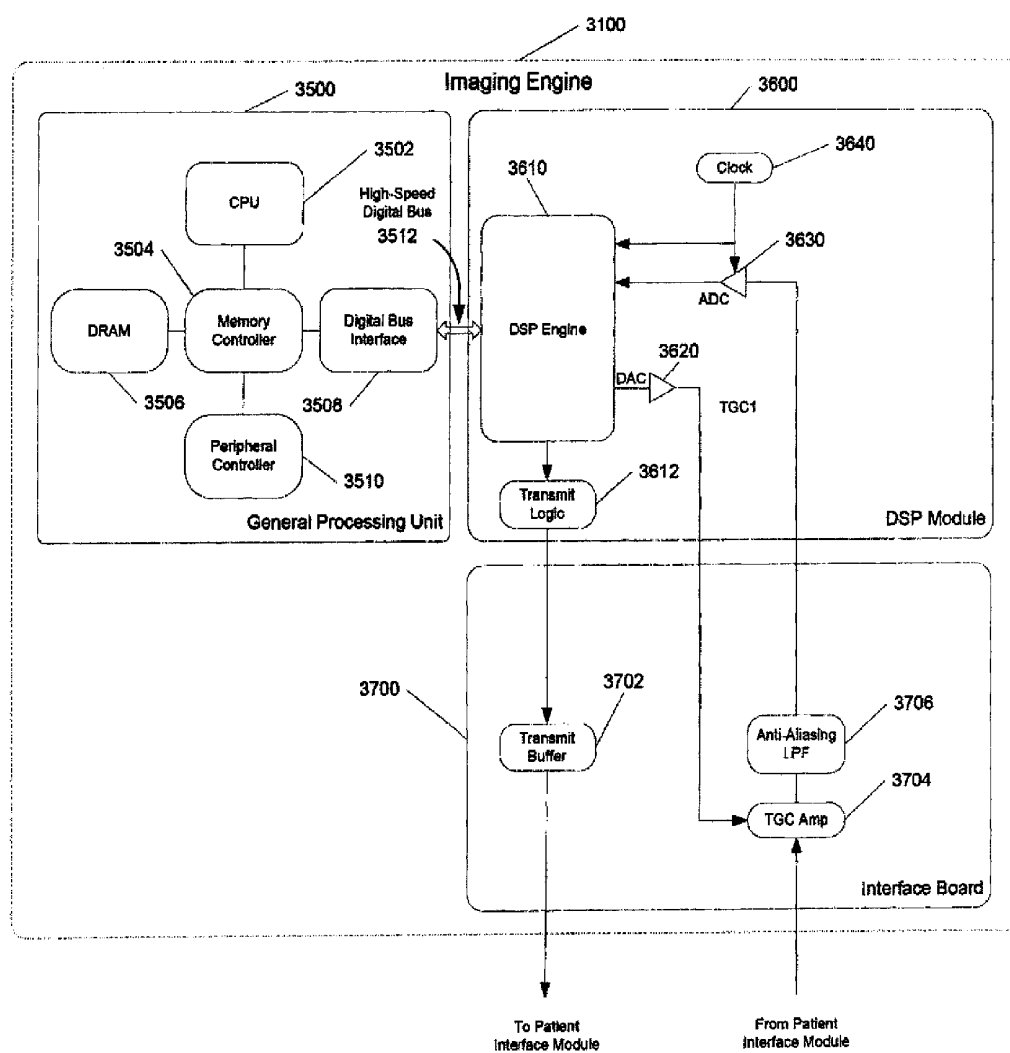 3100
Imaging Engine
3500
3600
3502
CPU
High-Speed
Digital Bus
3512
3504
DRAM
Memory
Controller
Digital Bus
Interface
3506
3508
Peripheral
Controller
3510
General Processing Unit
3610
Clock
3640
3630
ADC
DSP Engine
3620
DAC
TGC1
3612
Transmit
Logic
DSP Module
3700
3702
Transmit
Buffer
3706
Anti-Aliasing
LPF
3704
TGC Amp
Interface Board
To Patient
Interface Module
From Patient
Interface Module